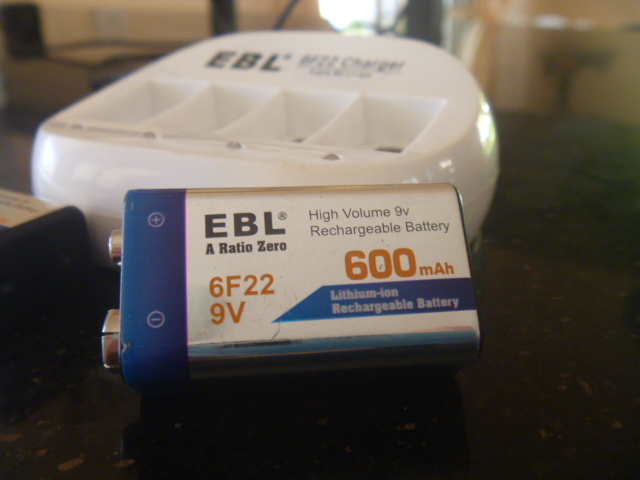 EBL® 6F22 Charger
EBL®
A Ratio Zero
High Volume 9v
Rechargeable Battery
6F22
9V
600mAh
Lithium-ion
Rechargeable Battery